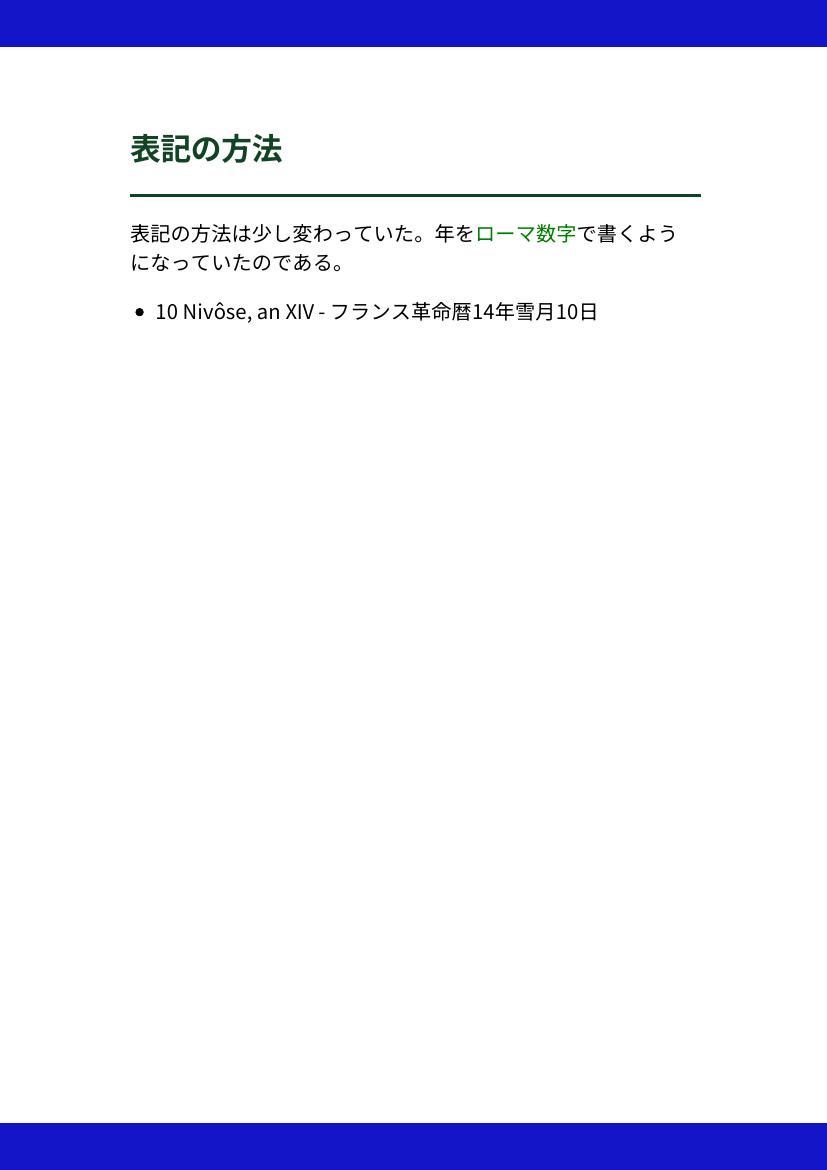 表記の方法
表記の方法は少し変わっていた。年をローマ数字で書くよう
になっていたのである。
• 10 Nivôse, an XIV - フランス革命暦14年雪月10日